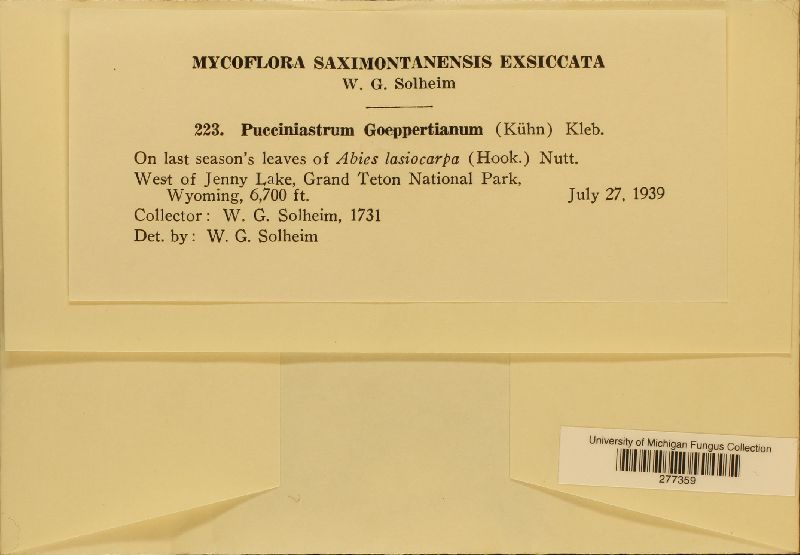 MYCOFLORA SAXIMONTANENSIS EXSICCATA
W. G. Solheim
223. Pucciniastrum Goeppertianum (Kühn) Kleb.
On last season's leaves of Abies lasiocarpa (Hook.) Nutt.
West of Jenny Lake, Grand Teton National Park,
Wyoming, 6,700 ft. July 27, 1939
Collector: W. G. Solheim, 1731
Det. by: W. G. Solheim
University of Michigan Fungus Collection
277359